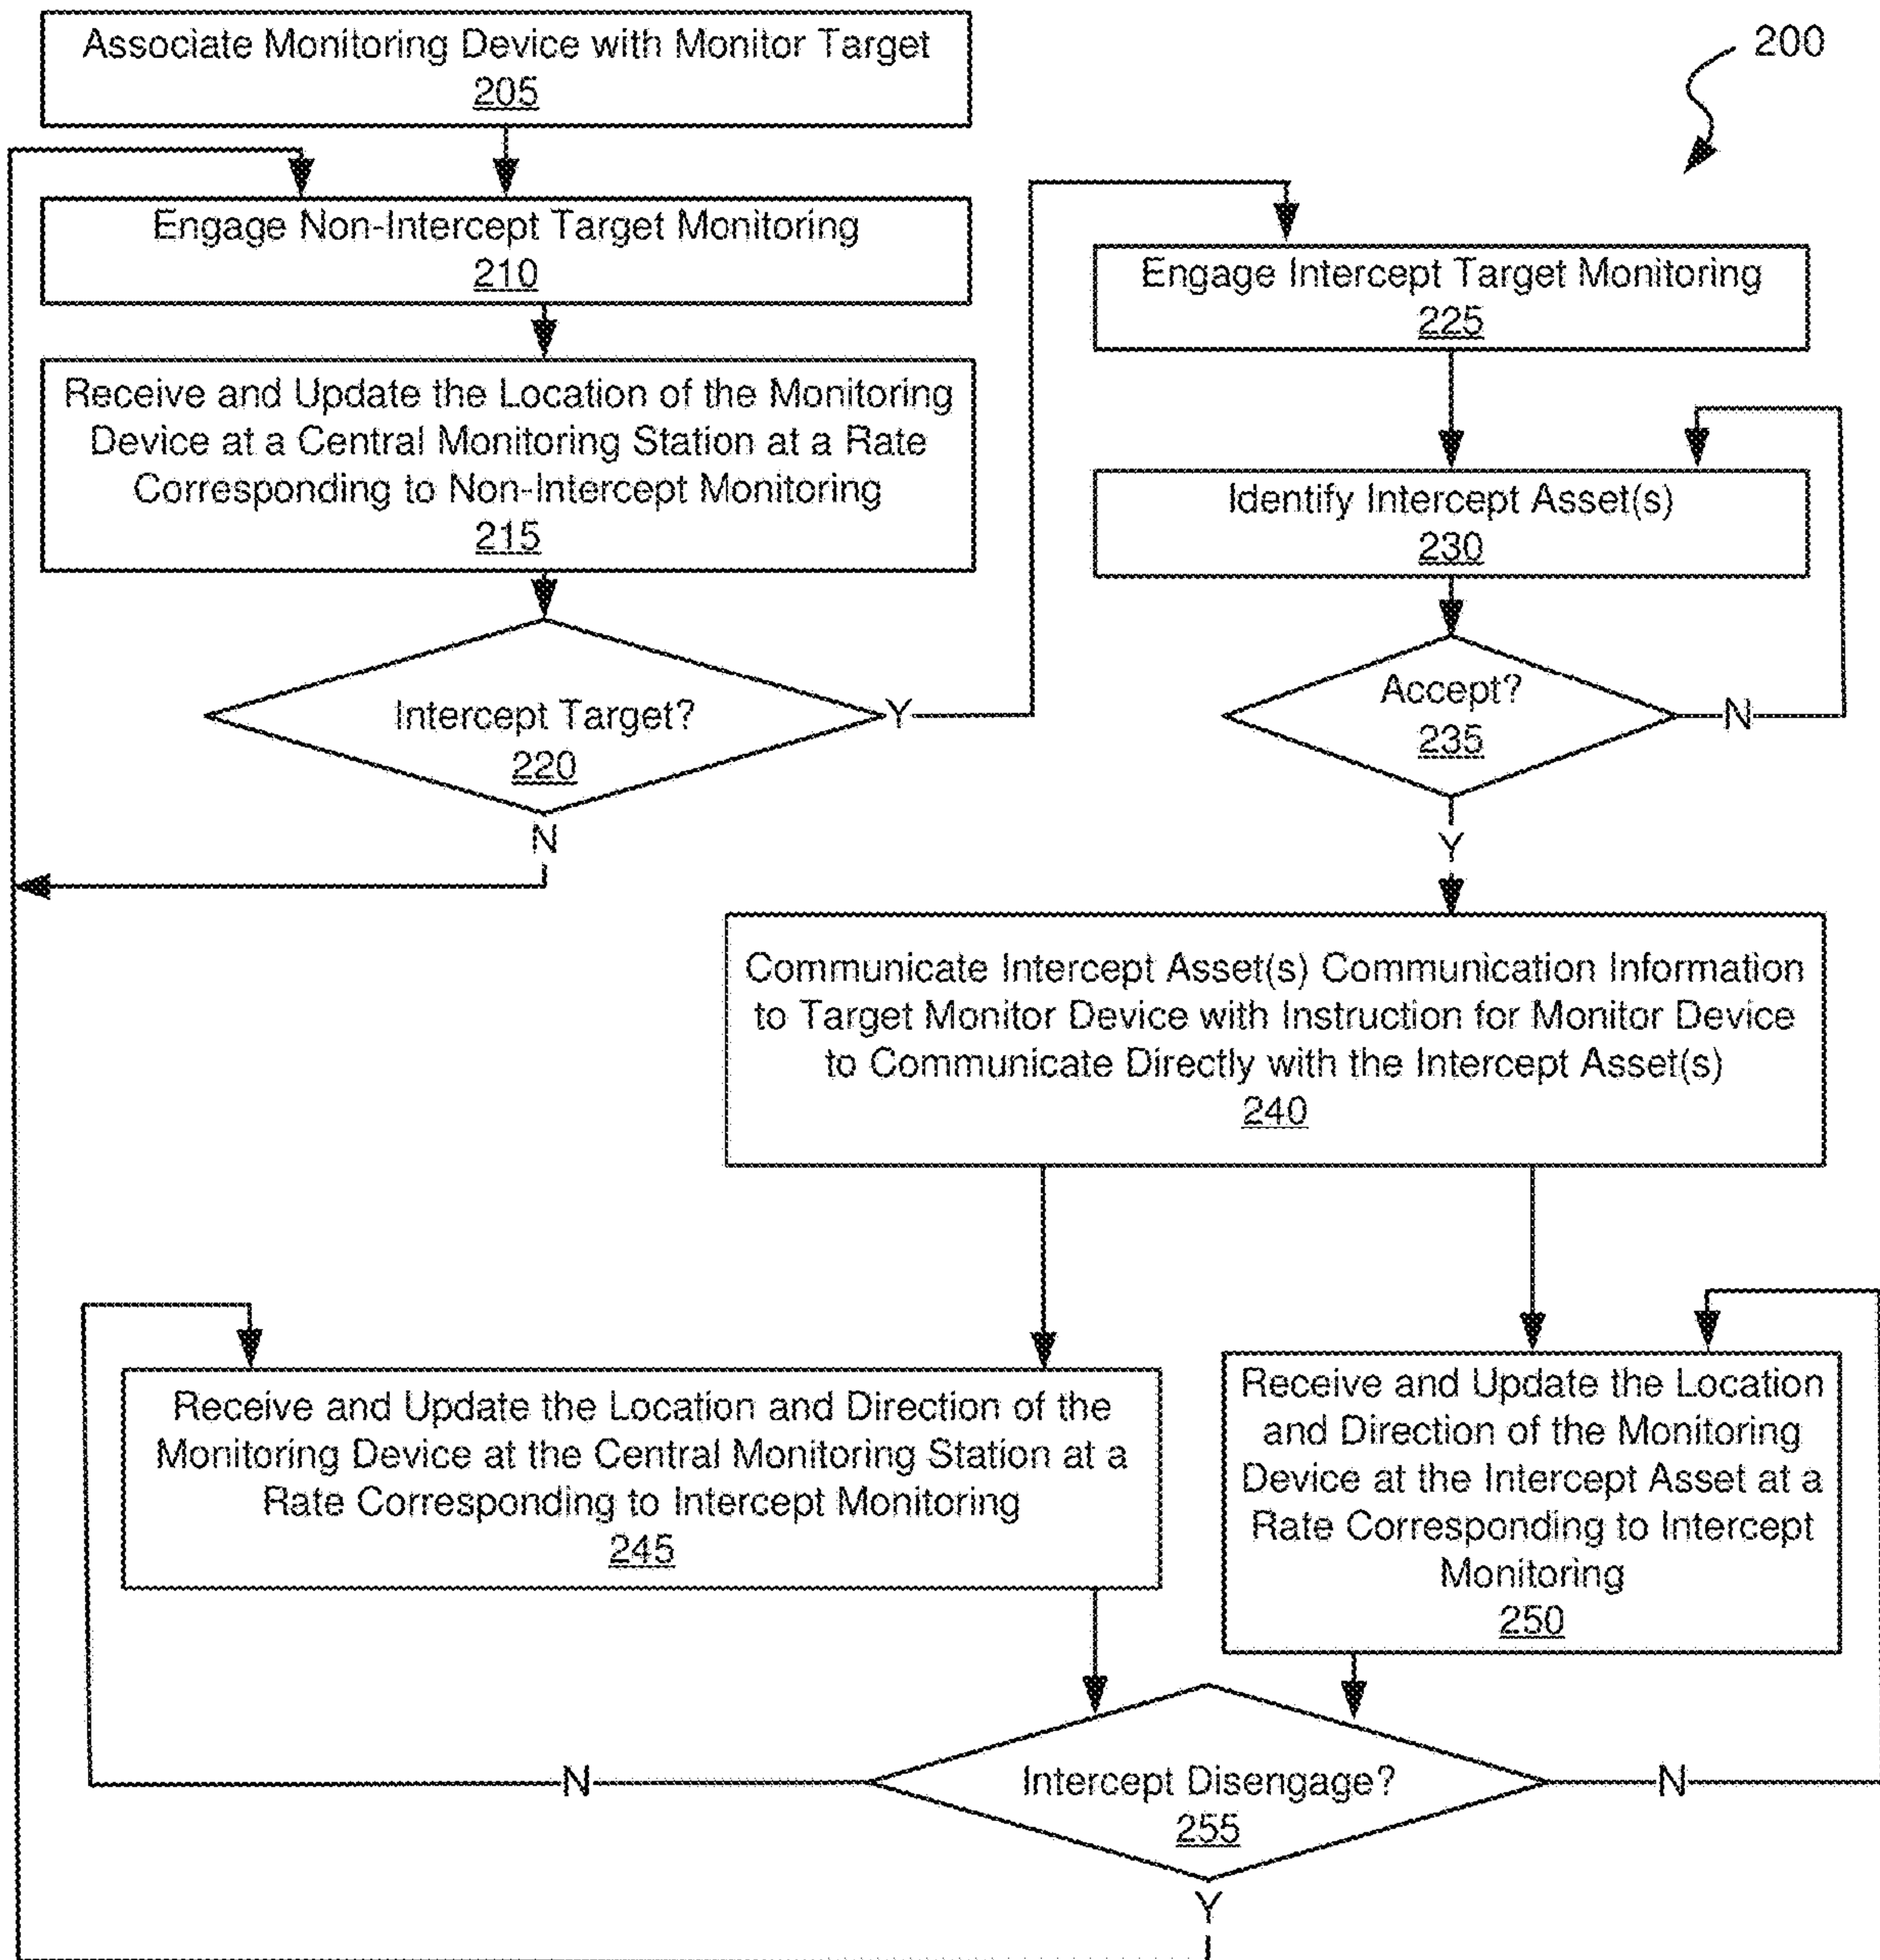 Associate Monitoring Device with Monitor Target
205
200
Engage Non-Intercept Target Monitoring
210
Receive and Update the Location of the Monitoring
Device at a Central Monitoring Station at a Rate
Corresponding to Non-Intercept Monitoring
215
Intercept Target?
220
Y
N
Engage Intercept Target Monitoring
225
Identify Intercept Asset(s)
230
Accept?
235
N
Y
Communicate Intercept Asset(s) Communication Information
to Target Monitor Device with Instruction for Monitor Device
to Communicate Directly with the Intercept Asset(s)
240
Receive and Update the Location and Direction of the
Monitoring Device at the Central Monitoring Station at a
Rate Corresponding to Intercept Monitoring
245
Receive and Update the Location
and Direction of the Monitoring
Device at the Intercept Asset at a
Rate Corresponding to Intercept
Monitoring
250
N
Intercept Disengage?
255
N
Y